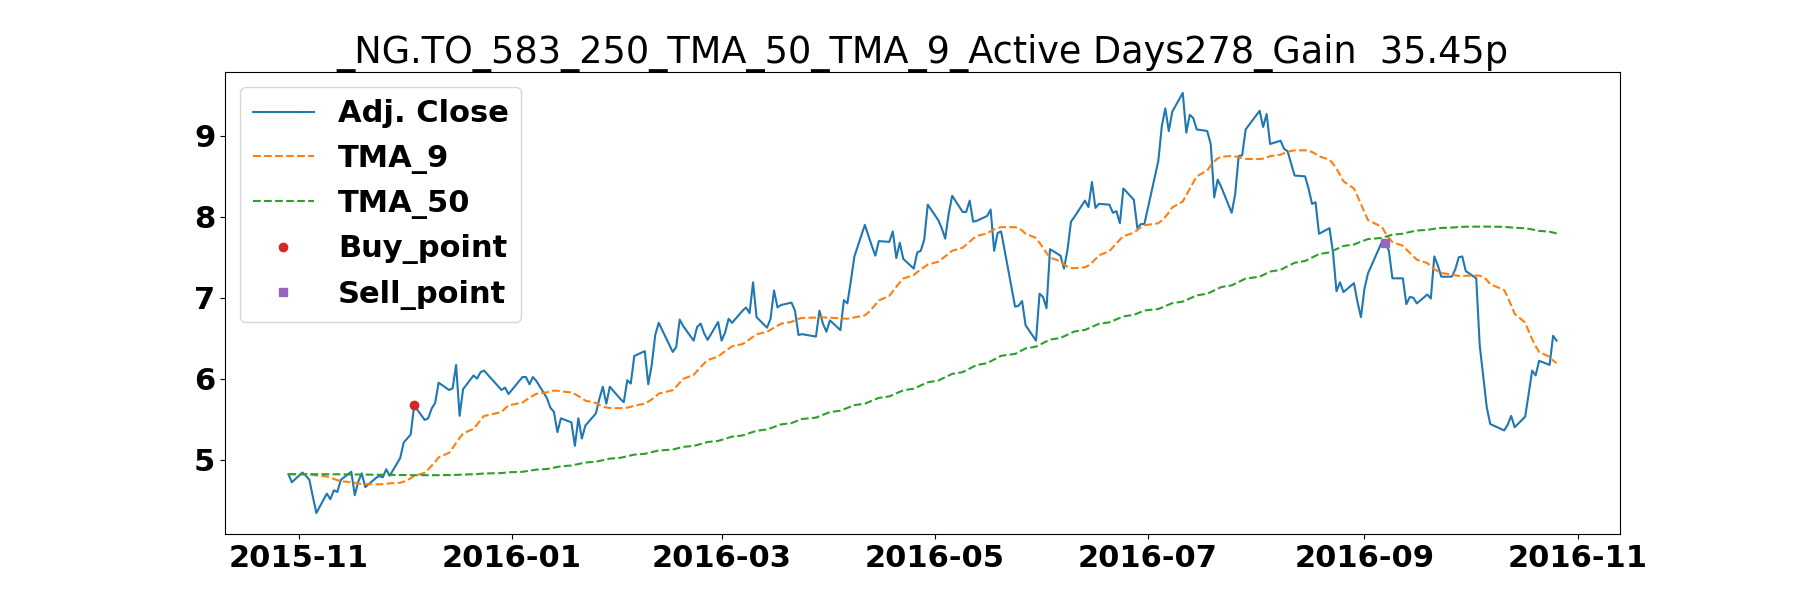 _NG.TO_583_250_TMA_50_TMA_9_Active Days278_Gain  35.45p
Adj. Close
TMA_9
TMA_50
Buy_point
Sell_point
9
8
7
6
5
2015-11
2016-01
2016-03
2016-05
2016-07
2016-09
2016-11